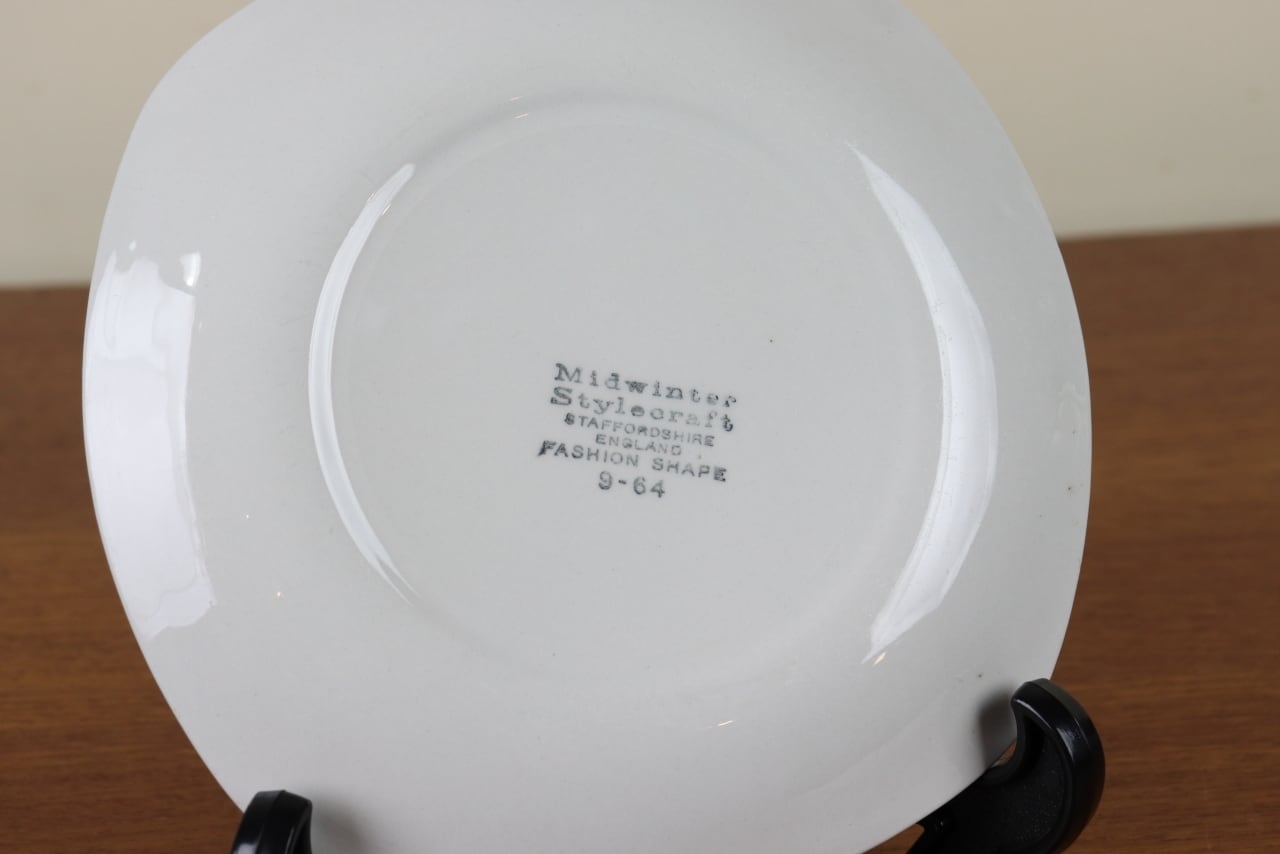 Midwinter
Stylecraft
STAFFORDSHIRE
ENGLAND
FASHION SHAPE
9-64